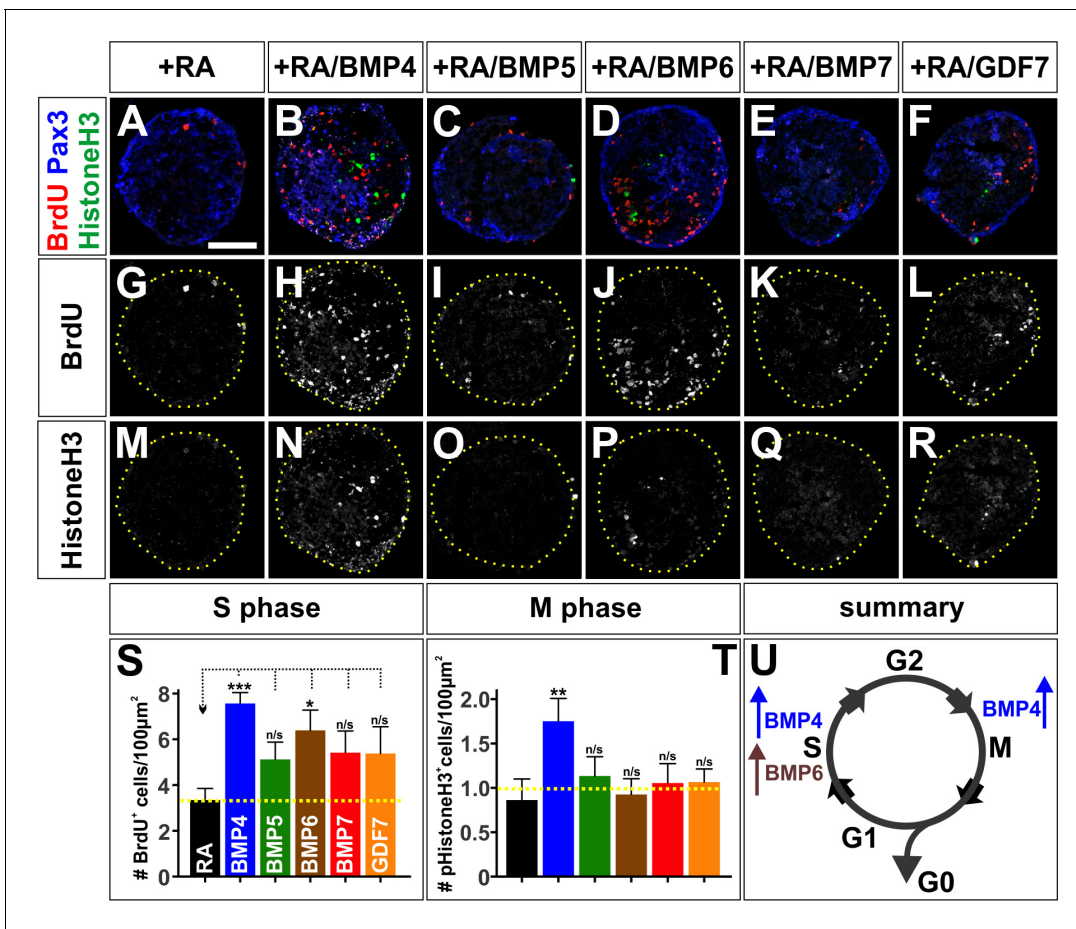 +RA +RA/BMP4 +RA/BMP5 +RA/BMP6 +RA/BMP7 +RA/GDF7
BrdU Pax3
HistoneH3
A B C D E F
BrdU
G H I J K L
HistoneH3
M N O P Q R
S phase M phase summary
S
# BrdU⁺ cells/100µm²
8
6
4
2
0
*** n/s * n/s n/s
RA BMP4 BMP5 BMP6 BMP7 GDF7
T
# pHistoneH3⁺cells/100µm²
2.0
1.5
1.0
0.5
0
** n/s n/s n/s n/s
U
G2
BMP4 BMP4
S M
BMP6
G1
G0